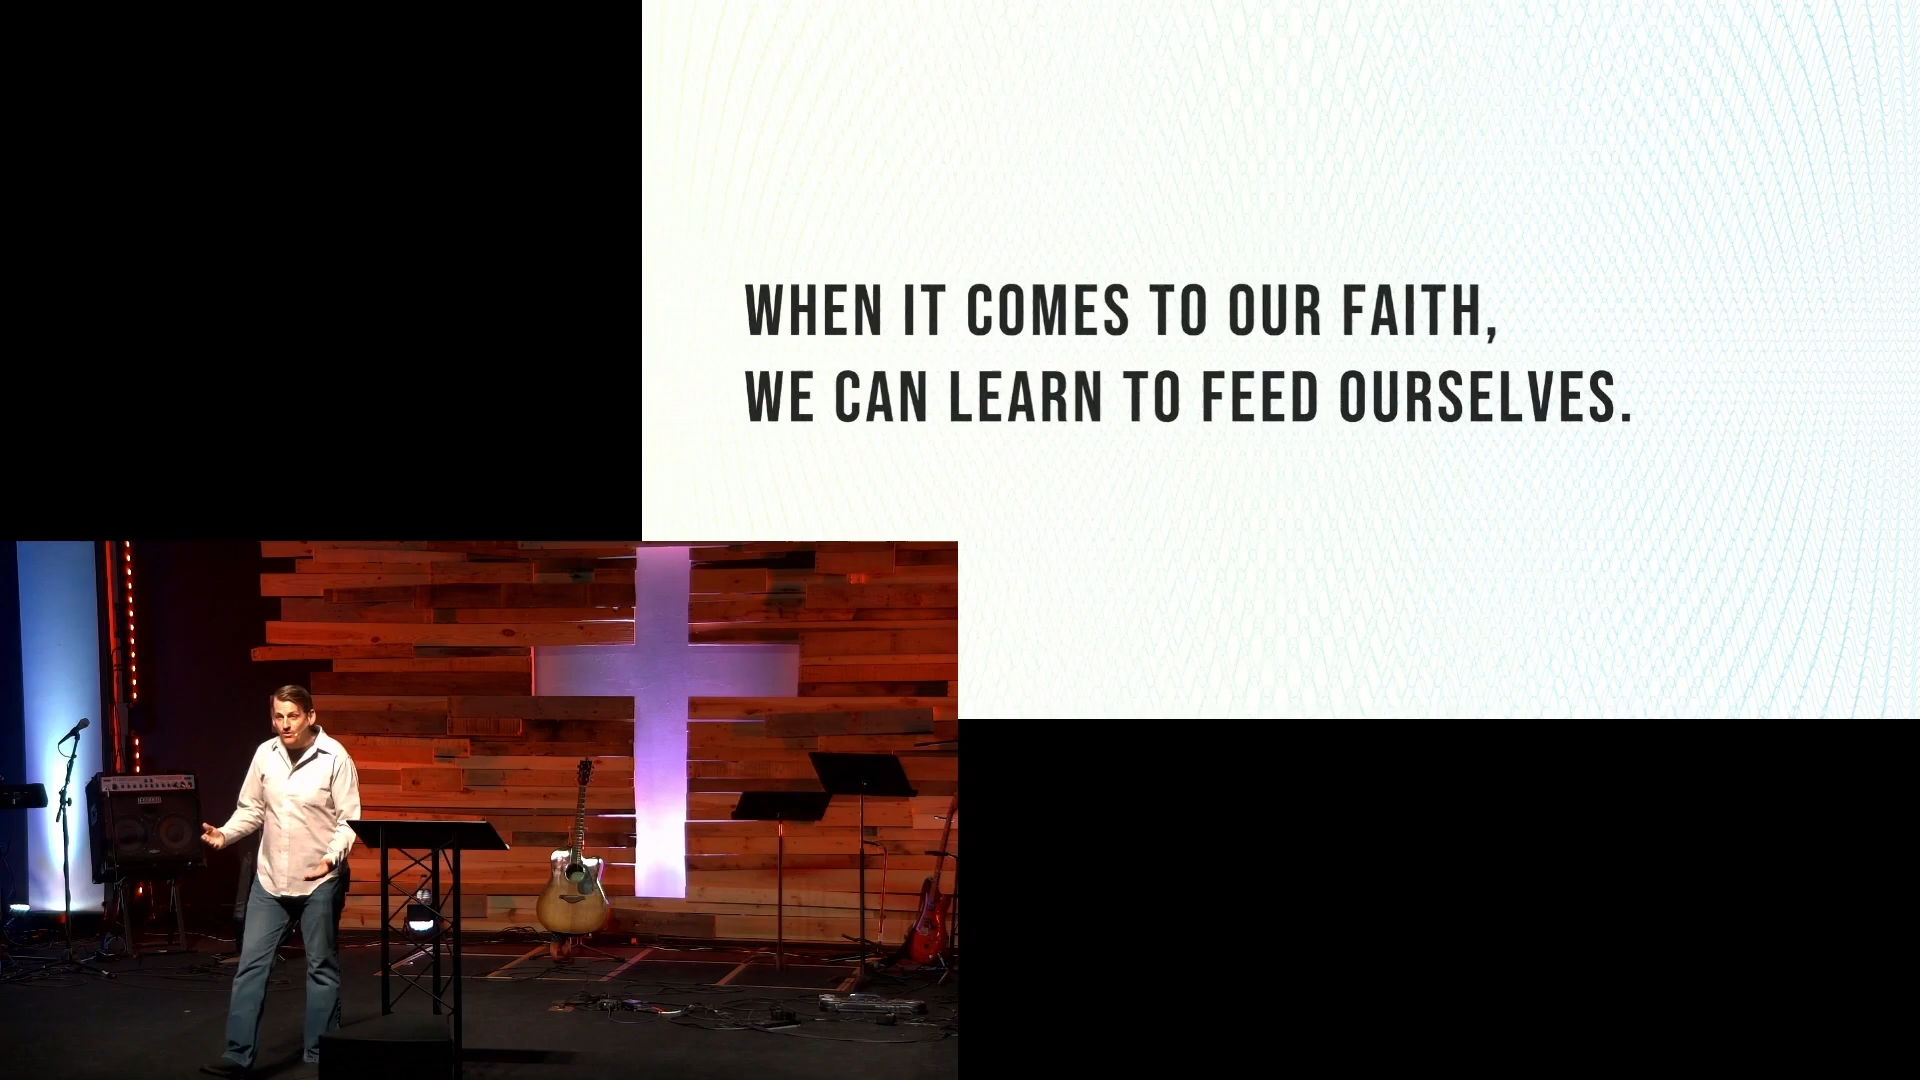 WHEN IT COMES TO OUR FAITH,
WE CAN LEARN TO FEED OURSELVES.